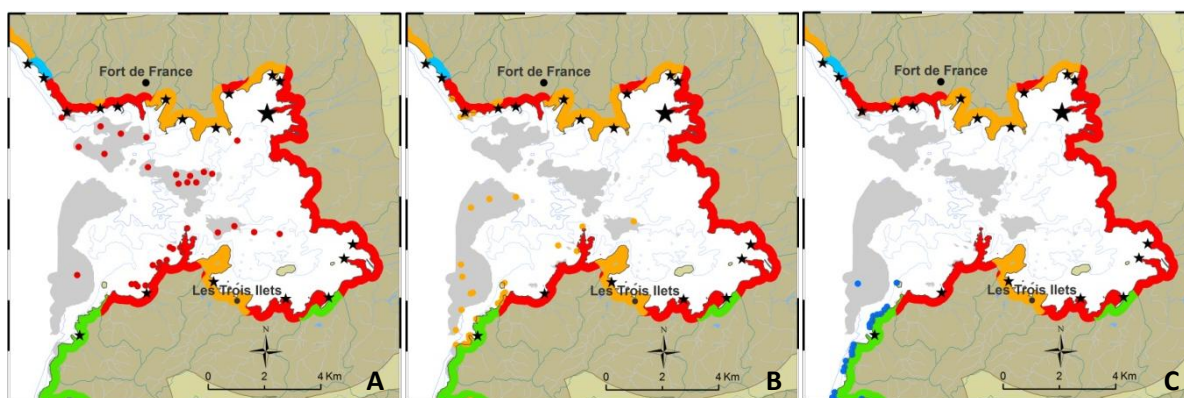 Fort de France
Les Trois Ilets
N
0 2 4 Km
A
Fort de France
Les Trois Ilets
N
0 2 4 Km
B
Fort de France
Les Trois Ilets
N
0 2 4 Km
C